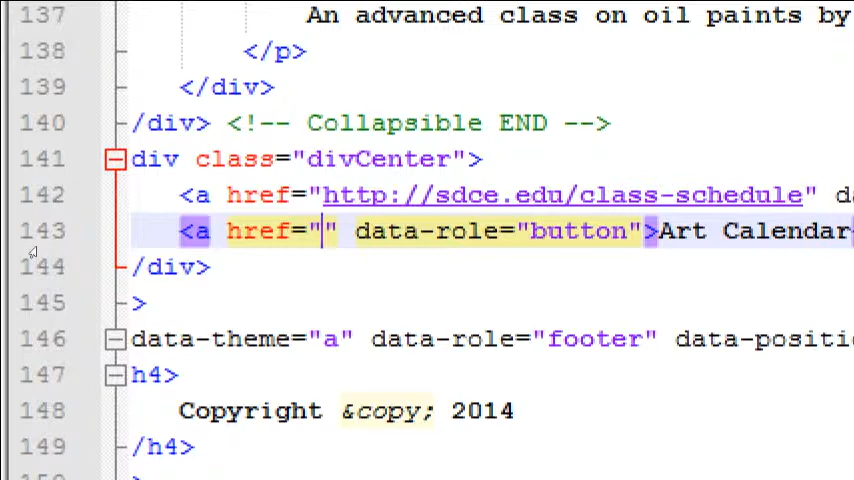 137 An advanced class on oil paints by
138 </p>
139 </div>
140 /div> <!-- Collapsible END -->
141 div class="divCenter">
142 <a href="http://sdce.edu/class-schedule" da
143 <a href="" data-role="button">Art Calendar
144 /div>
145 >
146 data-theme="a" data-role="footer" data-positio
147 h4>
148 Copyright &copy; 2014
149 /h4>